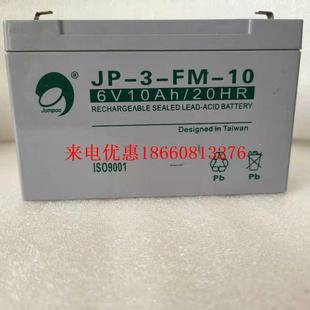 JP-3-FM-10
Jumpoo ®
6V10Ah/20HR
RECHARGEABLE SEALED LEAD-ACID BATTERY
Designed in Taiwan
来电优惠18660813376
ISO9001
Pb Pb